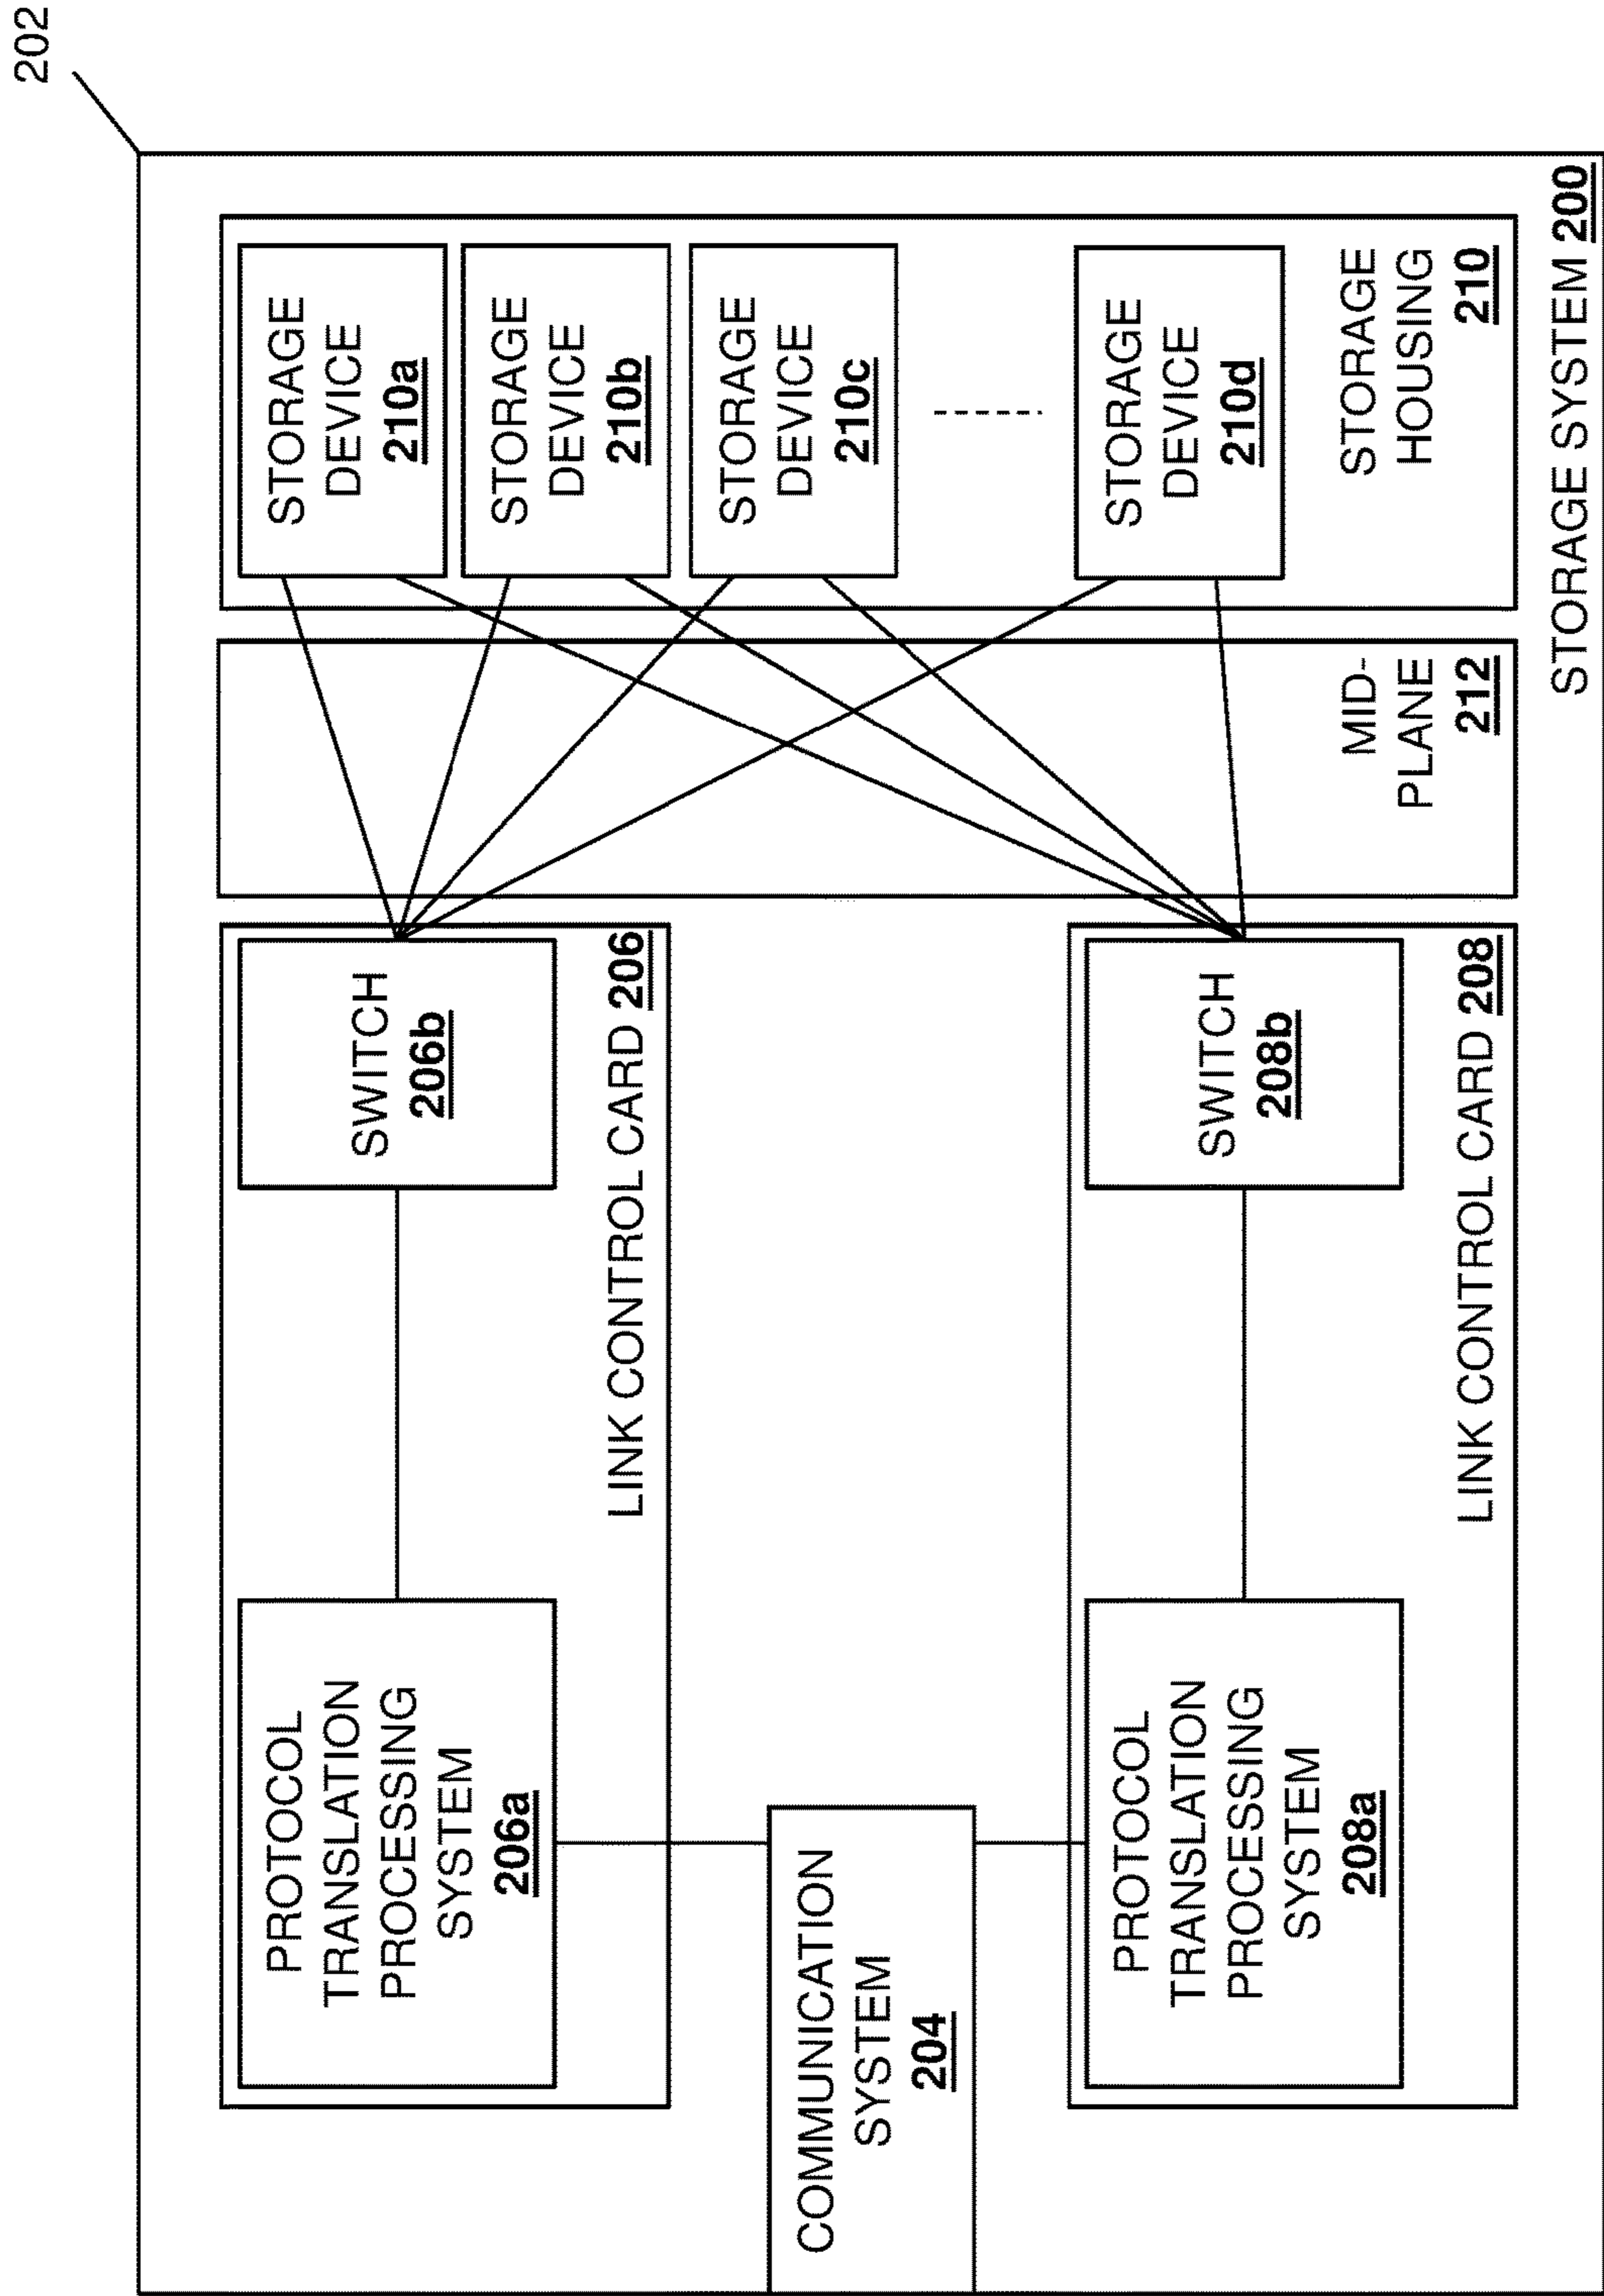 202
PROTOCOL
TRANSLATION
PROCESSING
SYSTEM
206a
SWITCH
206b
LINK CONTROL CARD 206
COMMUNICATION
SYSTEM
204
PROTOCOL
TRANSLATION
PROCESSING
SYSTEM
208a
SWITCH
208b
LINK CONTROL CARD 208
MID-
PLANE
212
STORAGE
DEVICE
210a
STORAGE
DEVICE
210b
STORAGE
DEVICE
210c
STORAGE
DEVICE
210d
STORAGE
HOUSING
210
STORAGE SYSTEM 200